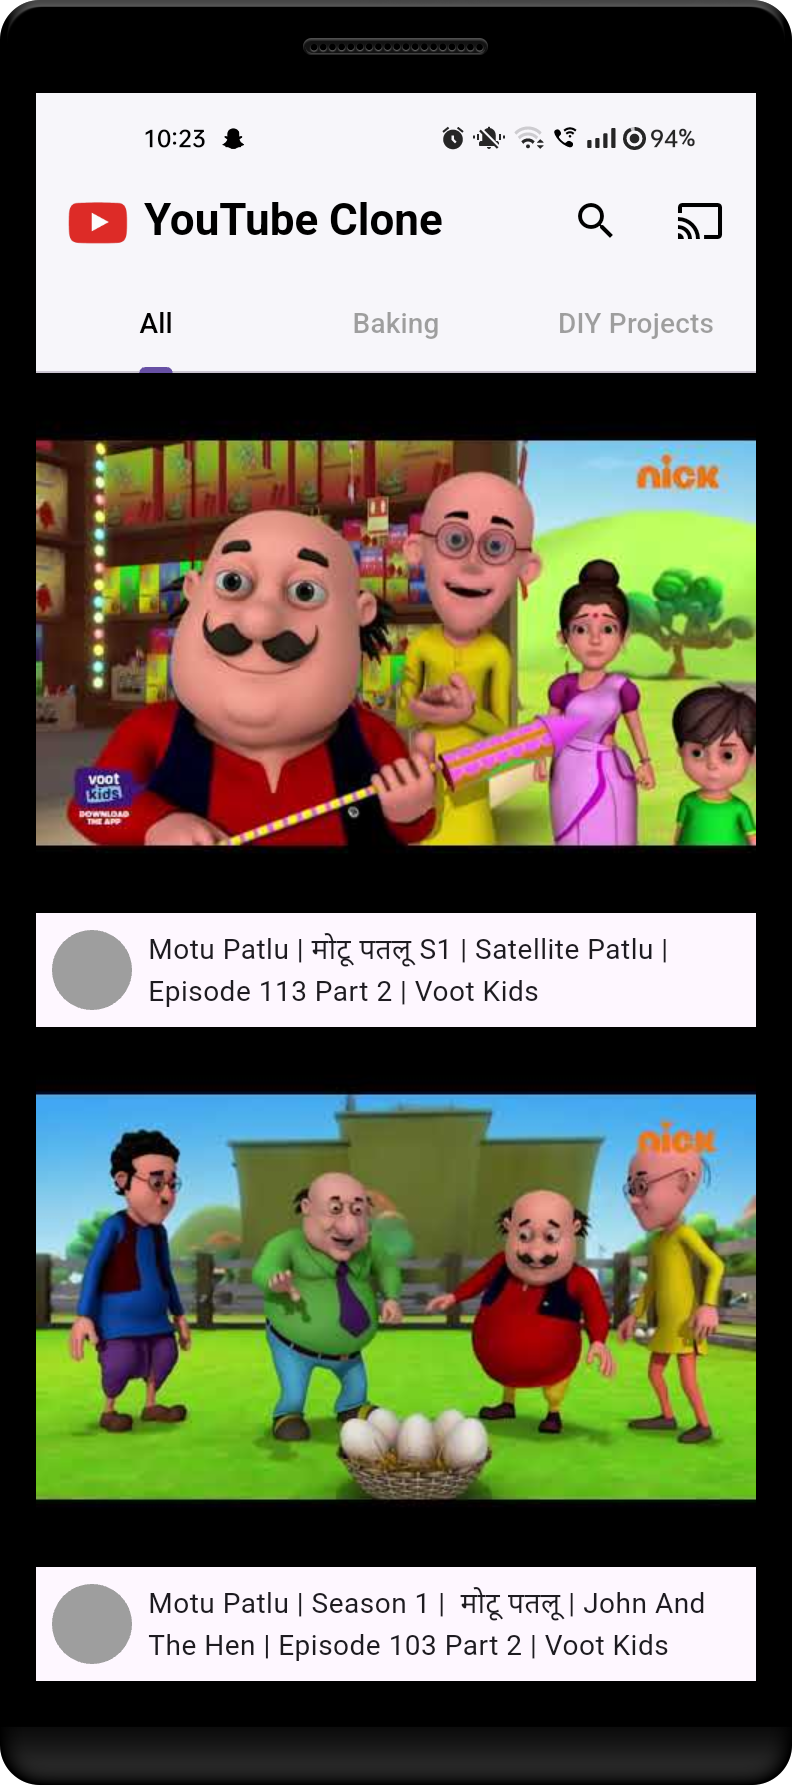 10:23
94%
YouTube Clone
All
Baking
DIY Projects
nick
voot
kids
DOWNLOAD
THE APP
Motu Patlu | मोटू पतलू S1 | Satellite Patlu |
Episode 113 Part 2 | Voot Kids
nick
Motu Patlu | Season 1 |  मोटू पतलू | John And
The Hen | Episode 103 Part 2 | Voot Kids